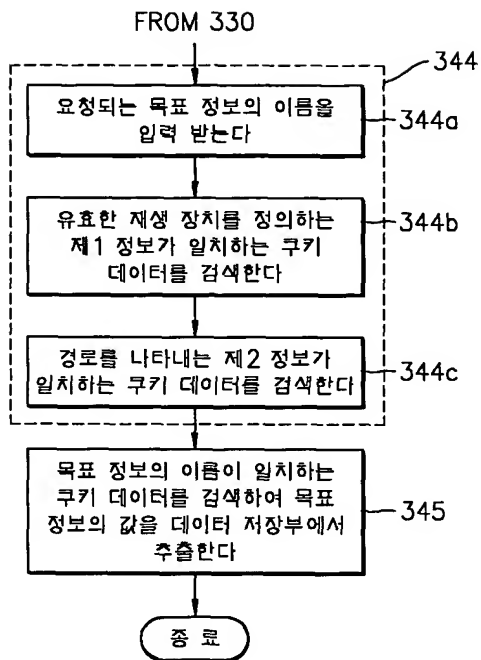 FROM 330
344
요청되는 목표 정보의 이름을
입력 받는다
344a
유효한 재생 장치를 정의하는
제1 정보가 일치하는 쿠키
데이터를 검색한다
344b
경로를 나타내는 제2 정보가
일치하는 쿠키 데이터를 검색한다
344c
목표 정보의 이름이 일치하는
쿠키 데이터를 검색하여 목표
정보의 값을 데이터 저장부에서
추출한다
345
종 료